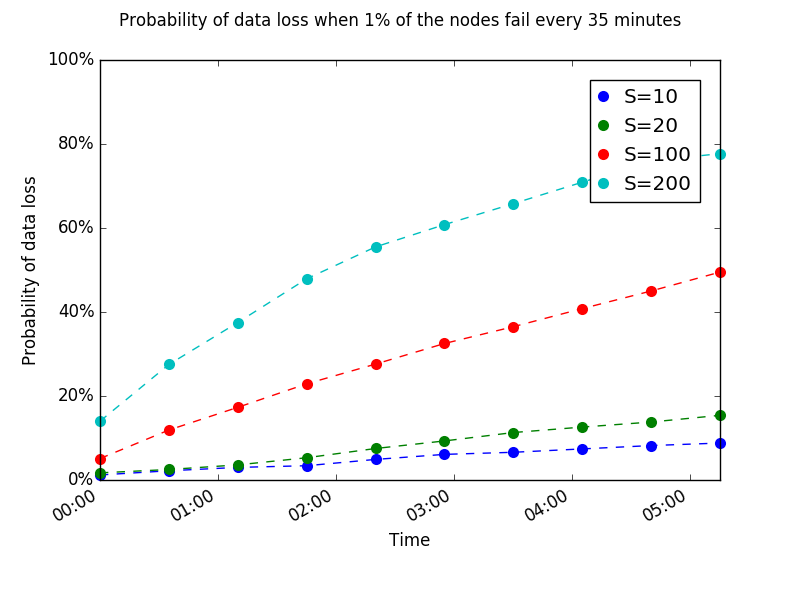 Probability of data loss when 1% of the nodes fail every 35 minutes
100%
80%
60%
40%
20%
0%
Probability of data loss
S=10
S=20
S=100
S=200
00:00
01:00
02:00
03:00
04:00
05:00
Time